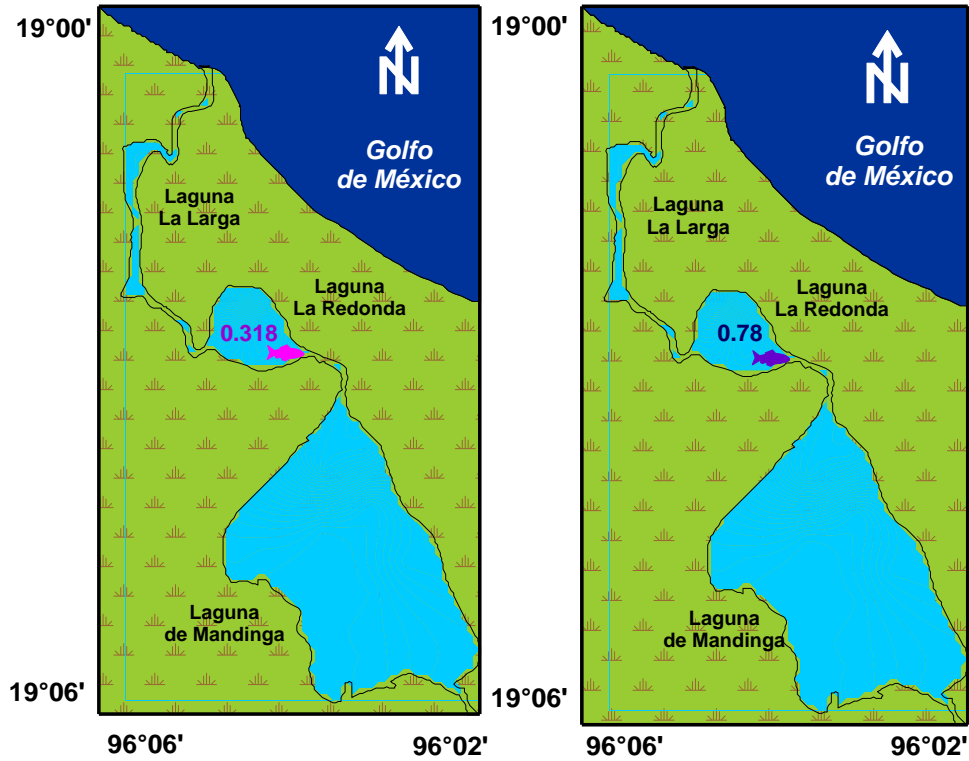 19°00'
N
Golfo
de México
Laguna
La Larga
Laguna
La Redonda
0.318
Laguna
de Mandinga
19°06'
96°06'
96°02'
19°00'
N
Golfo
de México
Laguna
La Larga
Laguna
La Redonda
0.78
Laguna
de Mandinga
19°06'
96°06'
96°02'